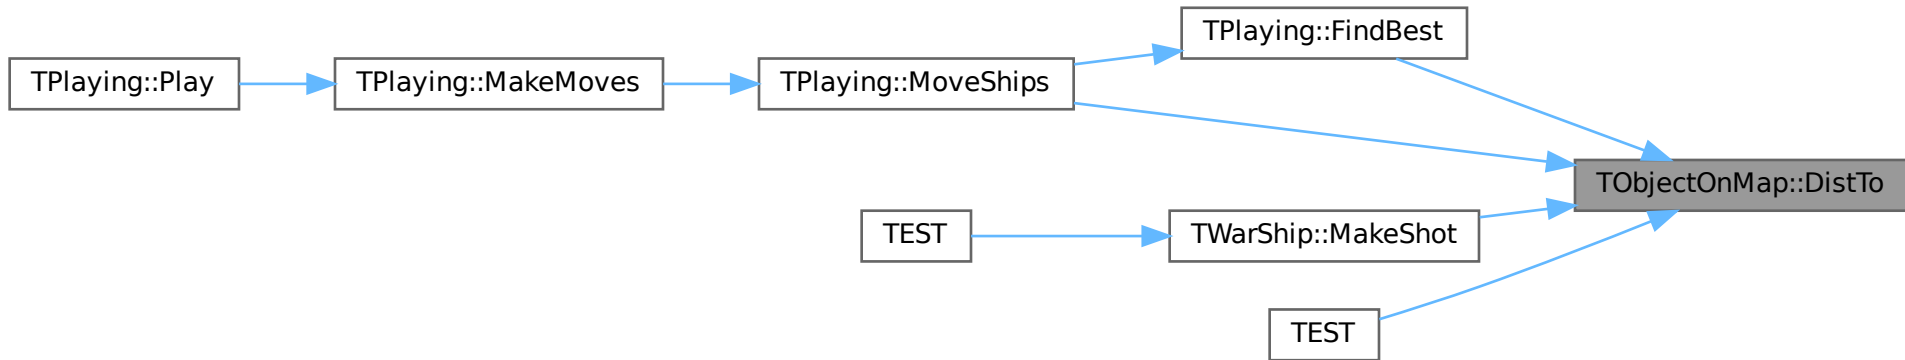 TPlaying::FindBest
TPlaying::Play
TPlaying::MakeMoves
TPlaying::MoveShips
TObjectOnMap::DistTo
TEST
TWarShip::MakeShot
TEST